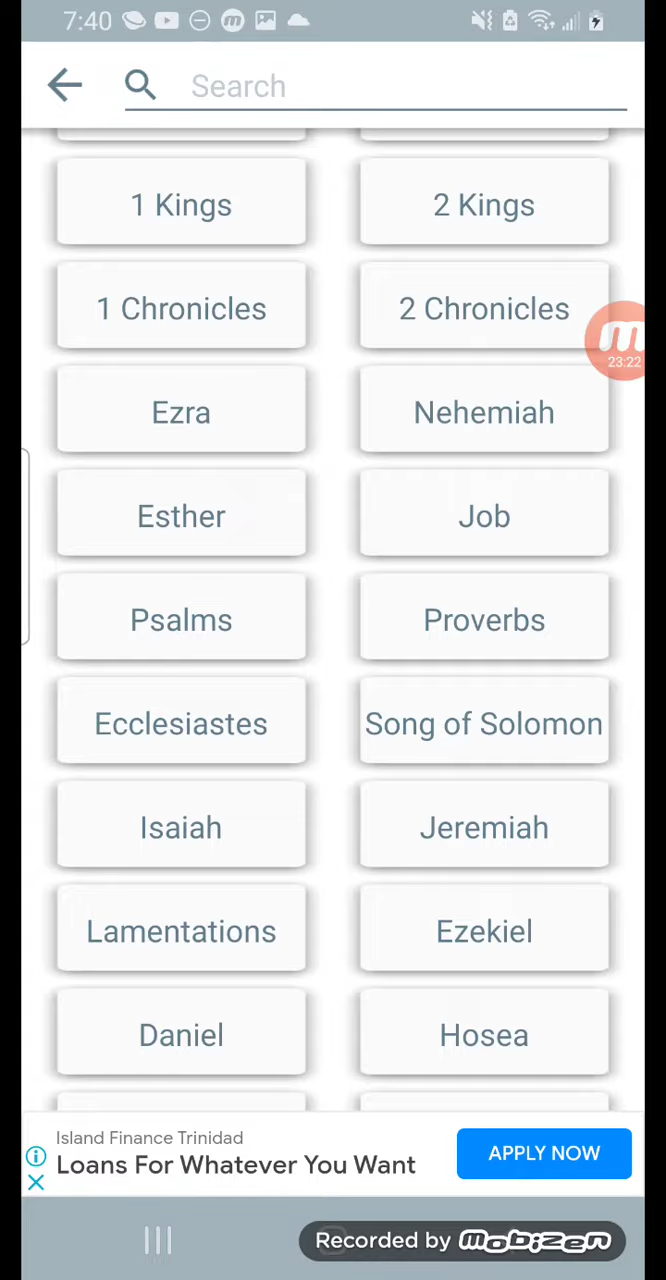 7:40
Search
1 Kings
2 Kings
1 Chronicles
2 Chronicles
23:22
Ezra
Nehemiah
Esther
Job
Psalms
Proverbs
Ecclesiastes
Song of Solomon
Isaiah
Jeremiah
Lamentations
Ezekiel
Daniel
Hosea
Island Finance Trinidad
Loans For Whatever You Want
APPLY NOW
Recorded by mobizen